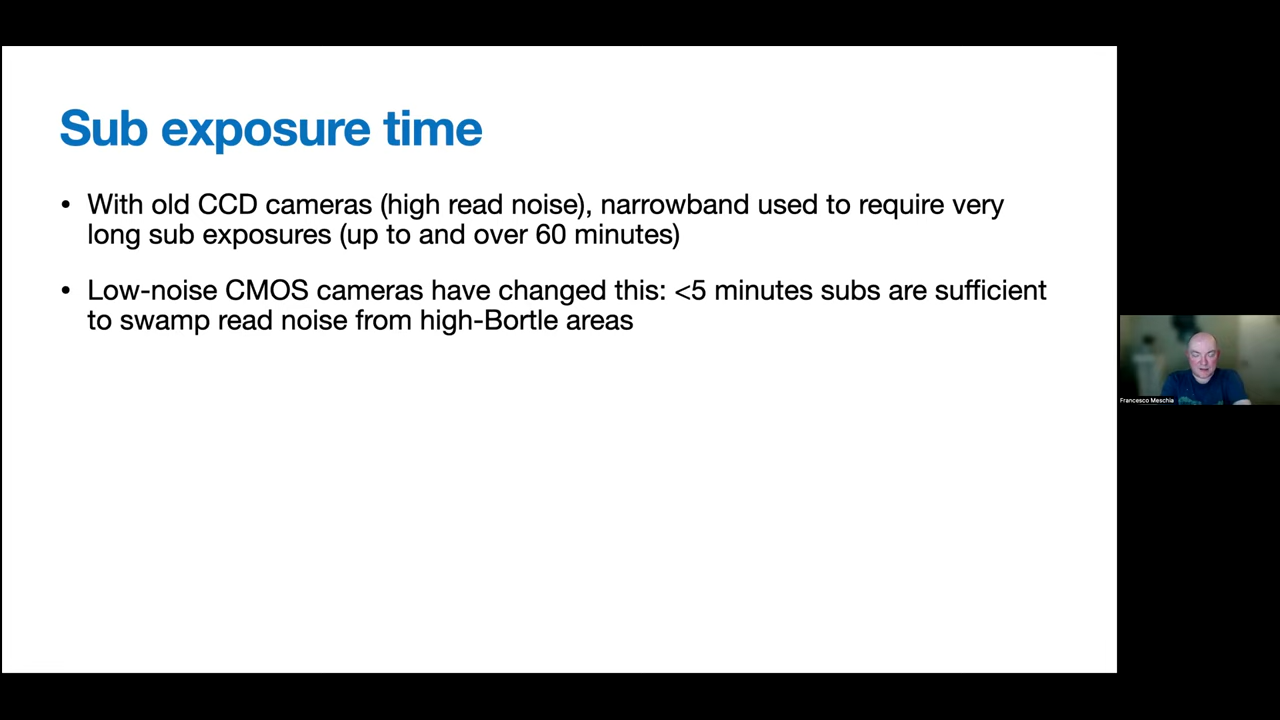 Sub exposure time
• With old CCD cameras (high read noise), narrowband used to require very
long sub exposures (up to and over 60 minutes)
• Low-noise CMOS cameras have changed this: <5 minutes subs are sufficient
to swamp read noise from high-Bortle areas
Francesco Meschia